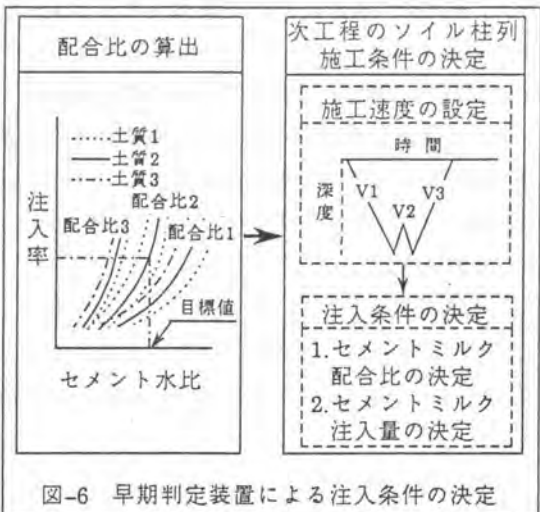 配合比の算出
土質1
土質2
土質3
注入率
配合比3
配合比2
配合比1
目標値
セメント水比
次工程のソイル柱列
施工条件の決定
施工速度の設定
時間
深度
V1
V2
V3
注入条件の決定
1.セメントミルク
配合比の決定
2.セメントミルク
注入量の決定
図-6 早期判定装置による注入条件の決定